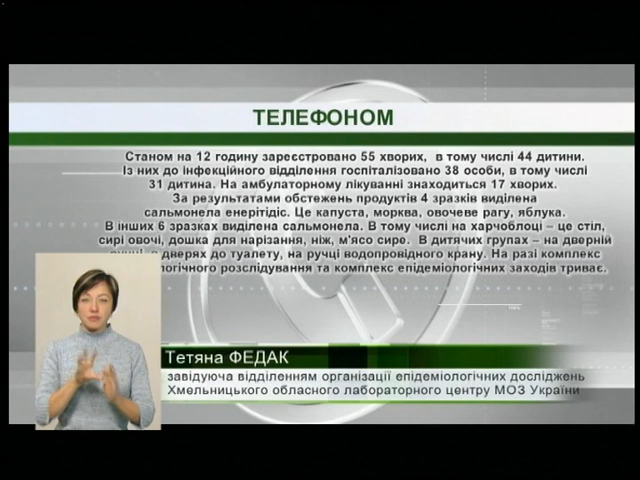 ТЕЛЕФОНОМ
Станом на 12 годину зареєстровано 55 хворих, в тому числі 44 дитини.
Із них до інфекційного відділення госпіталізовано 38 особи, в тому числі
31 дитина. На амбулаторному лікуванні знаходиться 17 хворих.
За результатами обстежень продуктів 4 зразків виділена
сальмонела енерітідіс. Це капуста, морква, овочеве рагу, яблука.
В інших 6 зразках виділена сальмонела. В тому числі на харчоблоці – це стіл,
сирі овочі, дошка для нарізання, ніж, м'ясо сире. В дитячих групах – на дверній
дверях до туалету, на ручці водопровідного крану. На разі комплекс
логічного розслідування та комплекс епідеміологічних заходів триває.
Тетяна ФЕДАК
завідуюча відділенням організації епідеміологічних досліджень
Хмельницького обласного лабораторного центру МОЗ України